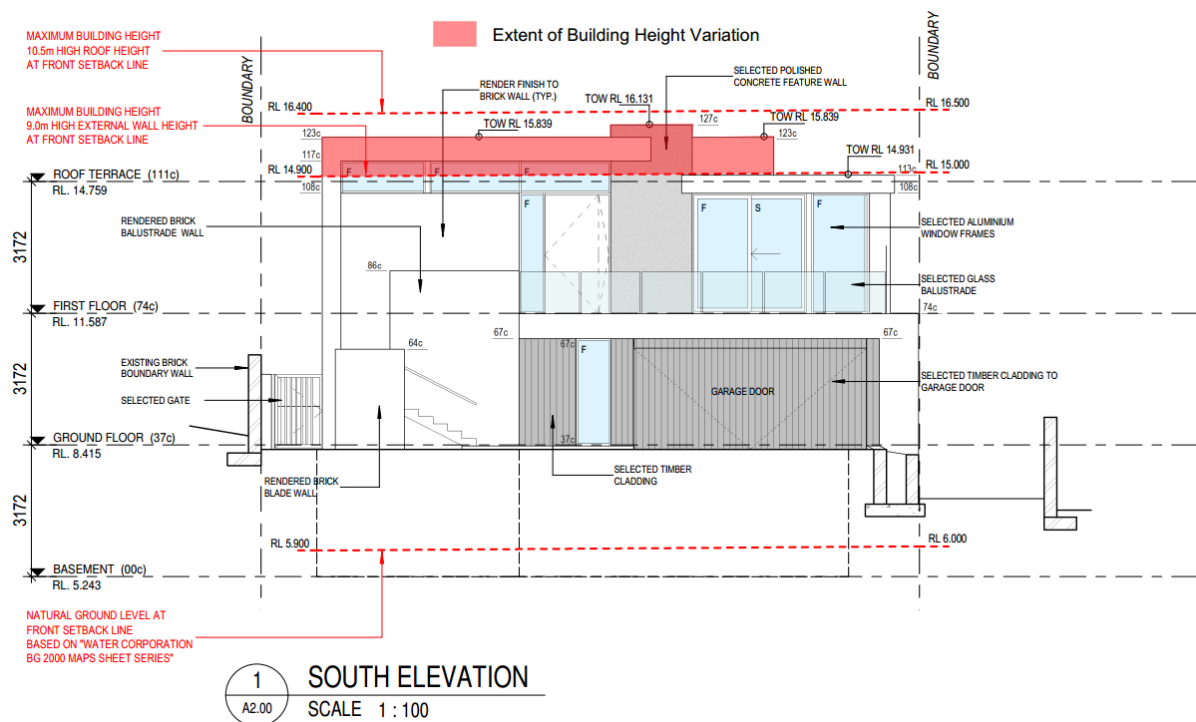 MAXIMUM BUILDING HEIGHT
10.5m HIGH ROOF HEIGHT
AT FRONT SETBACK LINE
Extent of Building Height Variation
BOUNDARY
BOUNDARY
RENDER FINISH TO
BRICK WALL (TYP.)
SELECTED POLISHED
CONCRETE FEATURE WALL
RL 16.400
TOW RL 16.131
RL 16.500
MAXIMUM BUILDING HEIGHT
9.0m HIGH EXTERNAL WALL HEIGHT
AT FRONT SETBACK LINE
123c
TOW RL 15.839
127c
TOW RL 15.839
123c
117c
TOW RL 14.931
RL 14.900
F
F
F
113c
RL 15.000
ROOF TERRACE (111c)
RL. 14.759
108c
108c
RENDERED BRICK
BALUSTRADE WALL
F
F
S
F
SELECTED ALUMINIUM
WINDOW FRAMES
3172
86c
SELECTED GLASS
BALUSTRADE
FIRST FLOOR (74c)
RL. 11.587
74c
67c
67c
67c
64c
F
3172
EXISTING BRICK
BOUNDARY WALL
SELECTED GATE
GARAGE DOOR
SELECTED TIMBER CLADDING TO
GARAGE DOOR
GROUND FLOOR (37c)
RL. 8.415
37c
RENDERED BRICK
BLADE WALL
SELECTED TIMBER
CLADDING
3172
RL 5.900
RL 6.000
BASEMENT (00c)
RL. 5.243
NATURAL GROUND LEVEL AT
FRONT SETBACK LINE
BASED ON "WATER CORPORATION
BG 2000 MAPS SHEET SERIES"
1
A2.00
SOUTH ELEVATION
SCALE 1 : 100